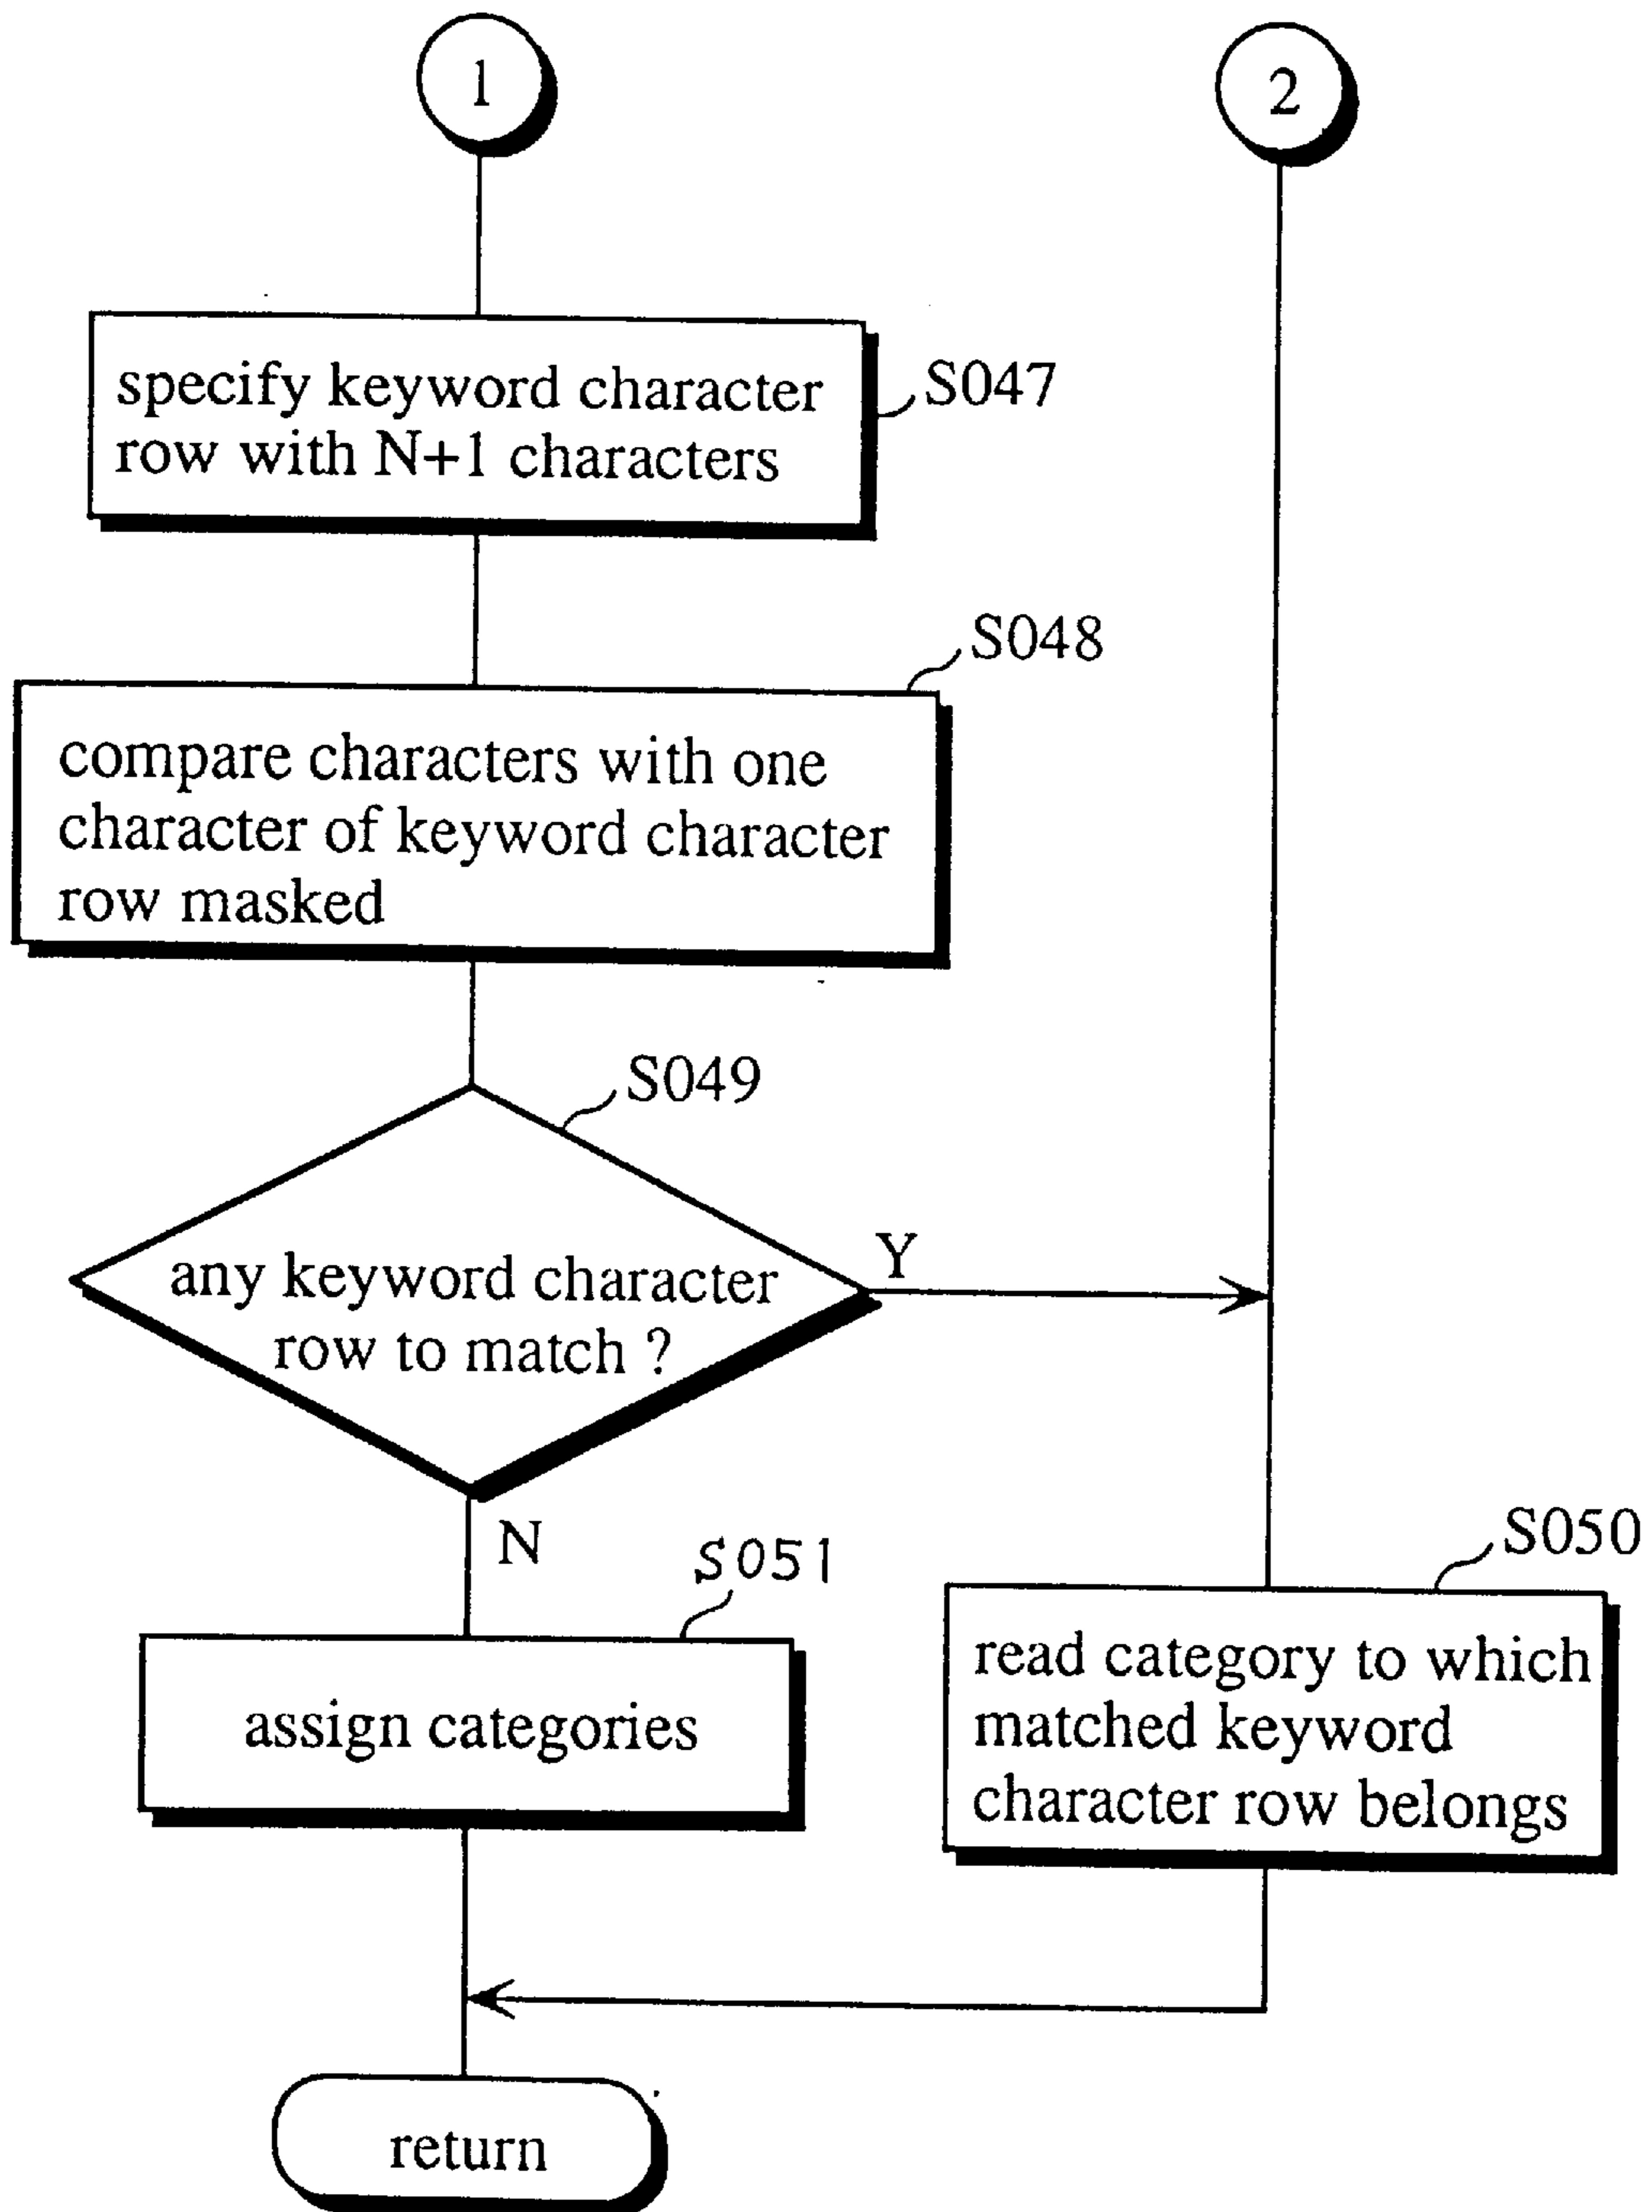 1
2
specify keyword character
row with N+1 characters
S047
S048
compare characters with one
character of keyword character
row masked
S049
any keyword character
row to match ?
Y
N
S051
assign categories
S050
read category to which
matched keyword
character row belongs
return